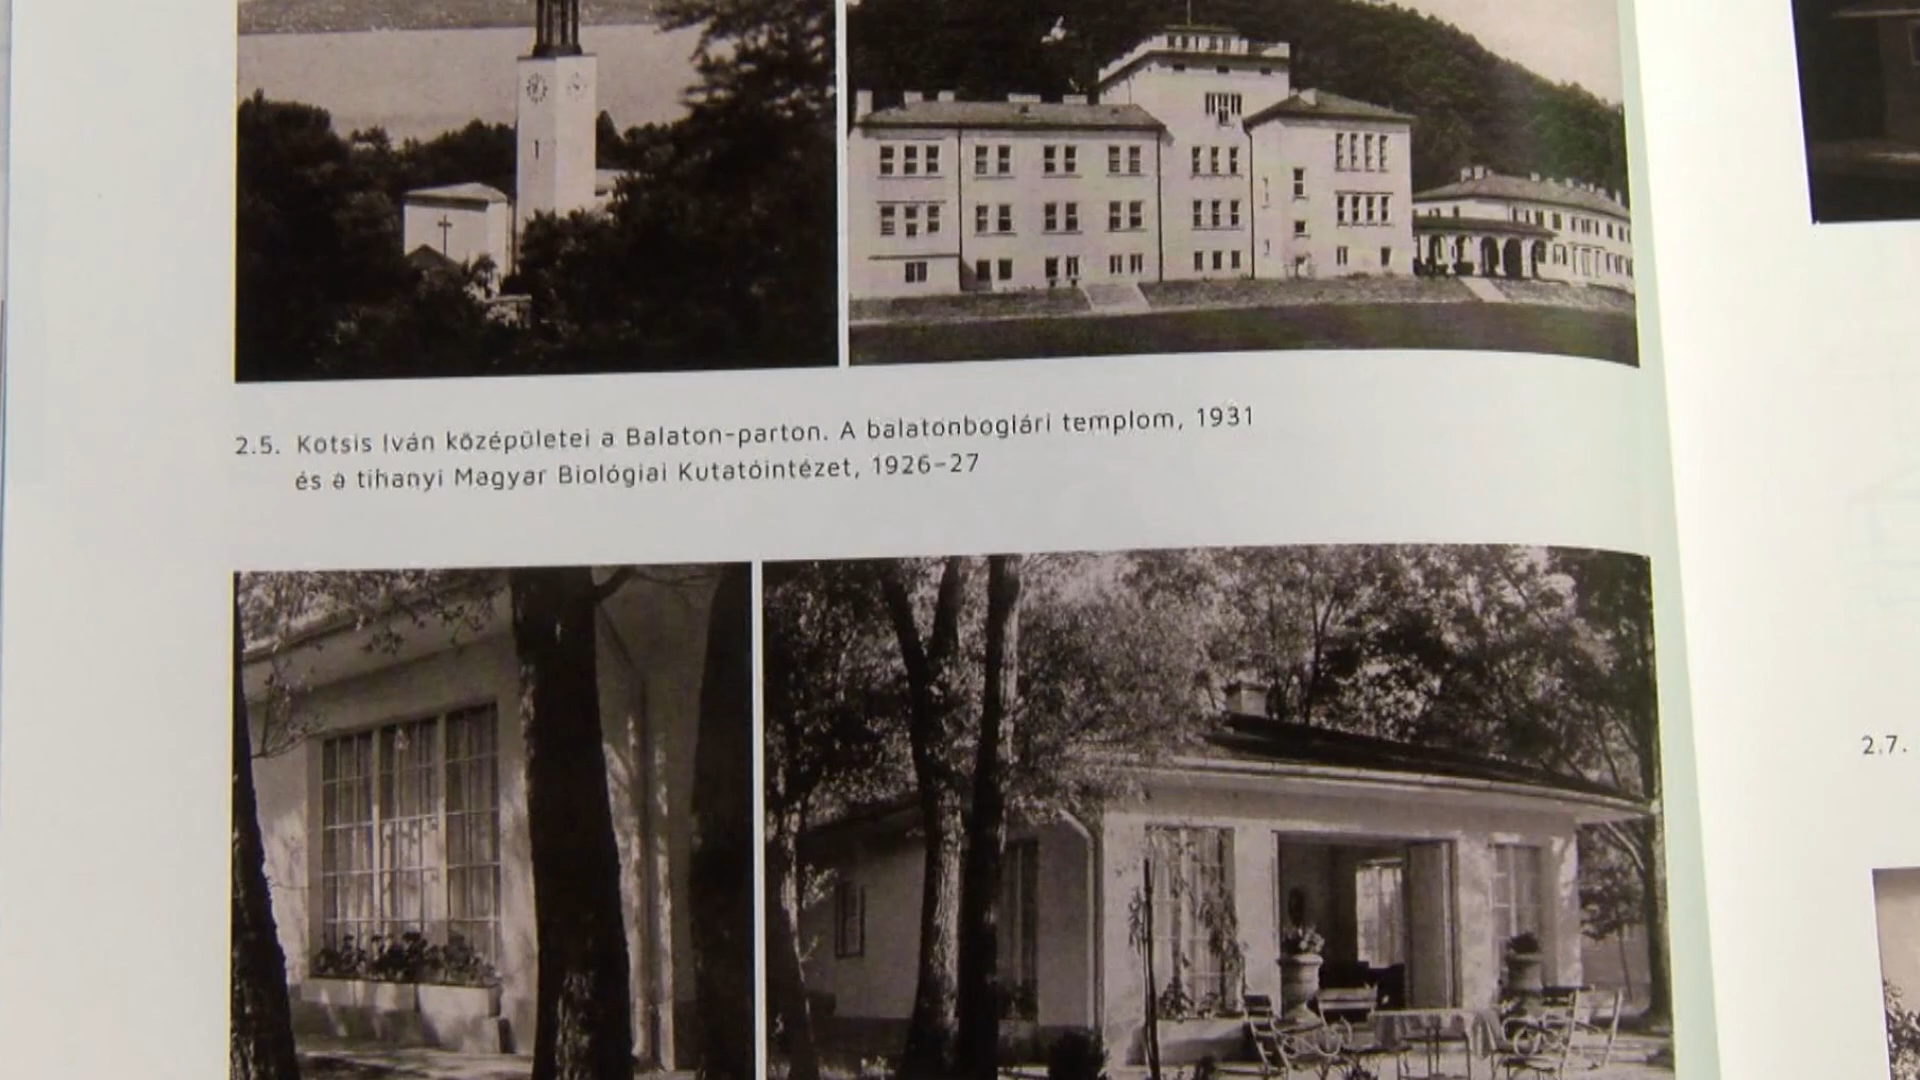 2.5. Kotsis Iván középületei a Balaton-parton. A balatonboglári templom, 1931
és a tihanyi Magyar Biológiai Kutatóintézet, 1926–27
2.7.